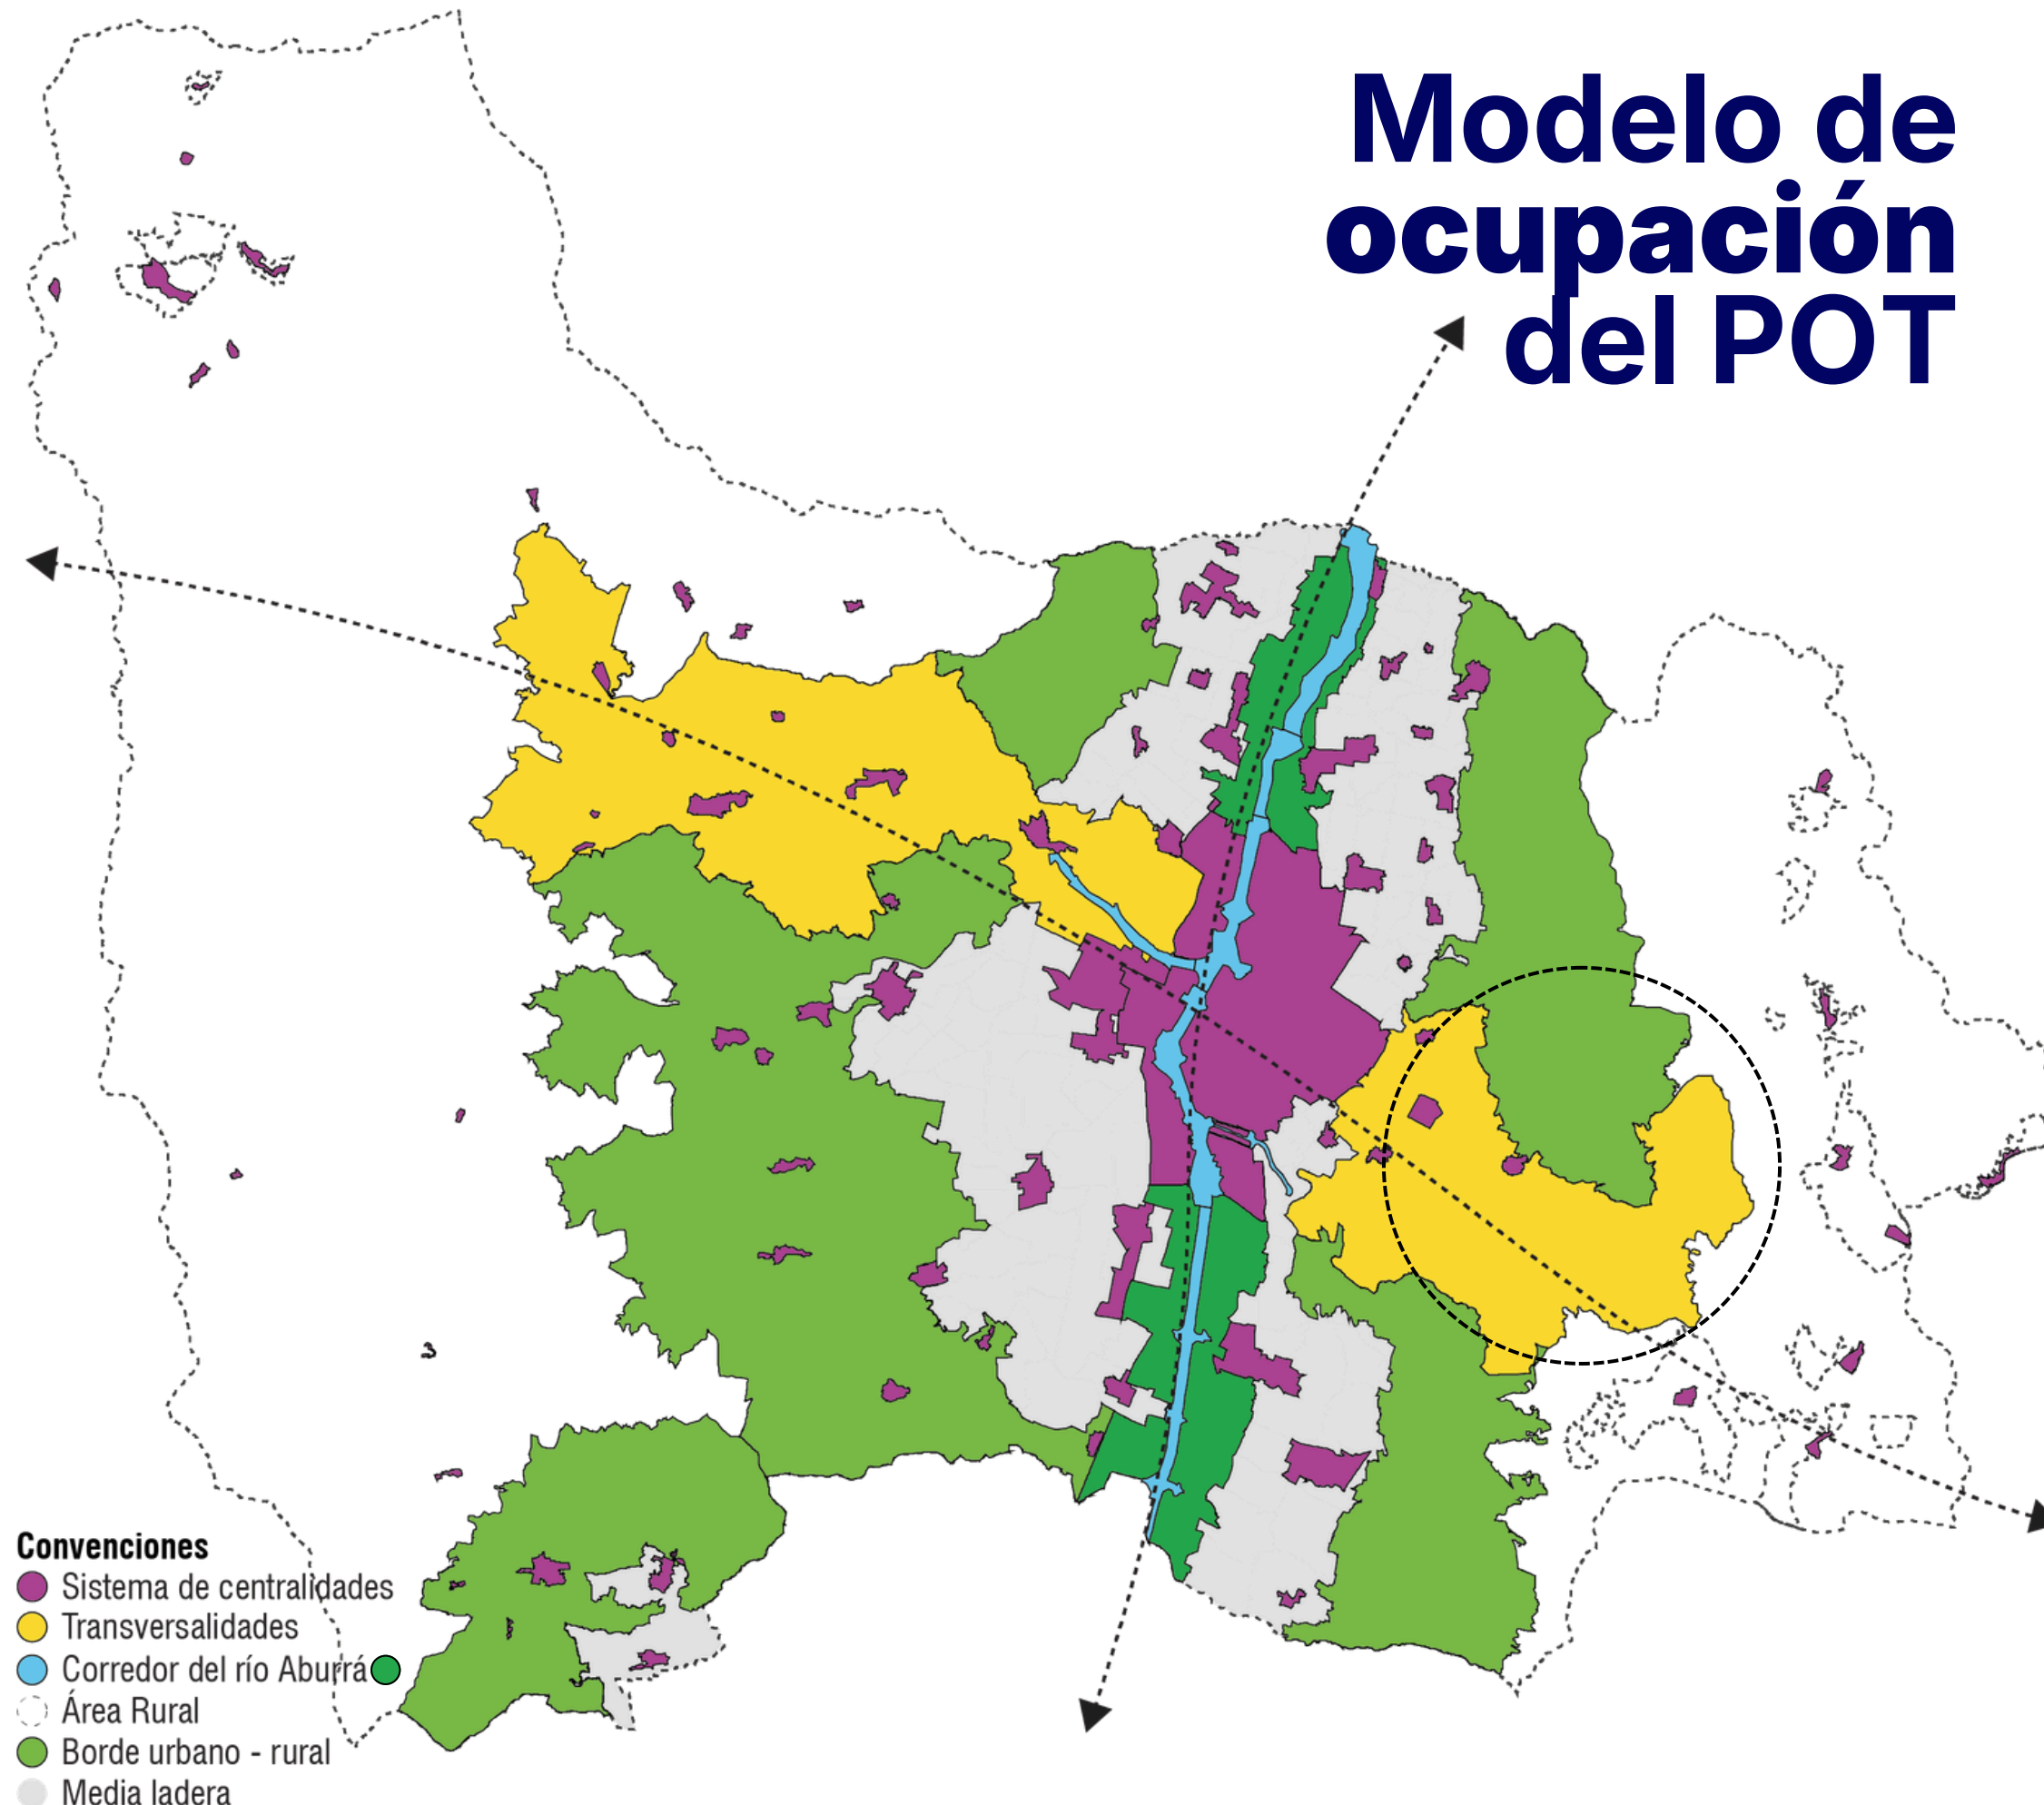 Modelo de
ocupación
del POT
Convenciones
Sistema de centralidades
Transversalidades
Corredor del río Aburrá
Área Rural
Borde urbano - rural
Media ladera